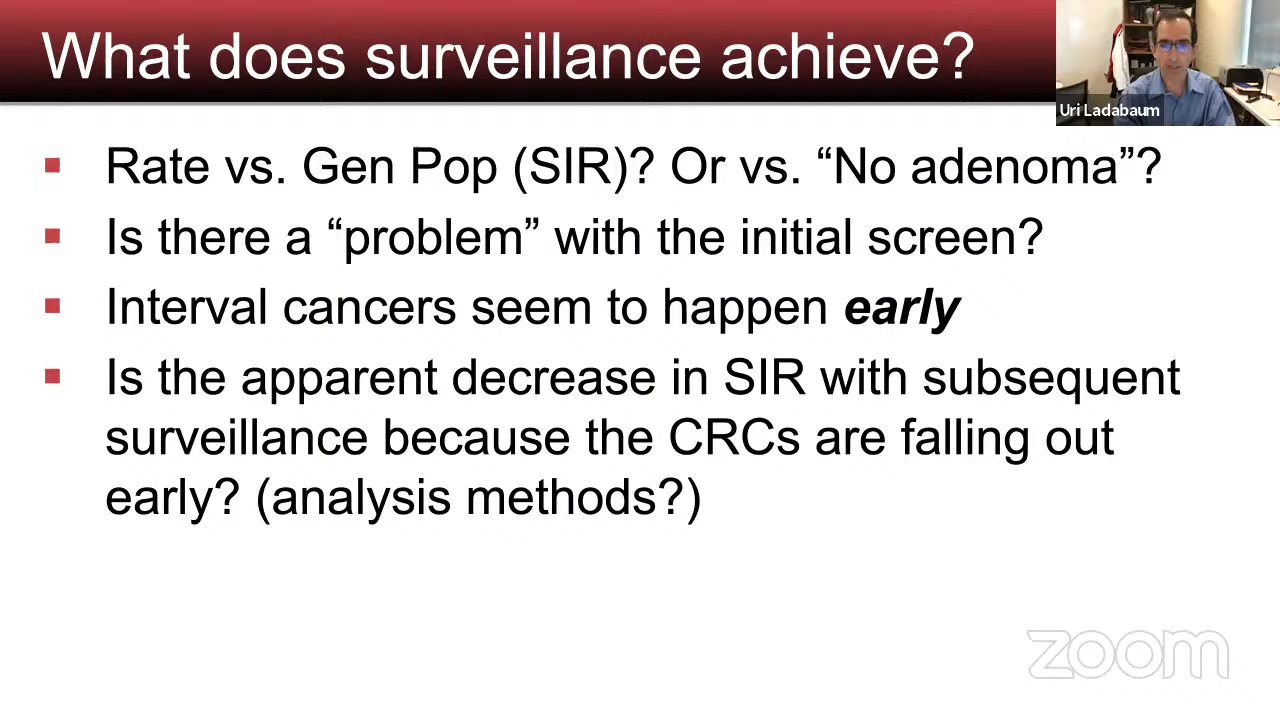 What does surveillance achieve?
Uri Ladabaum
▪ Rate vs. Gen Pop (SIR)? Or vs. “No adenoma”?
▪ Is there a “problem” with the initial screen?
▪ Interval cancers seem to happen early
▪ Is the apparent decrease in SIR with subsequent
surveillance because the CRCs are falling out
early? (analysis methods?)
zoom